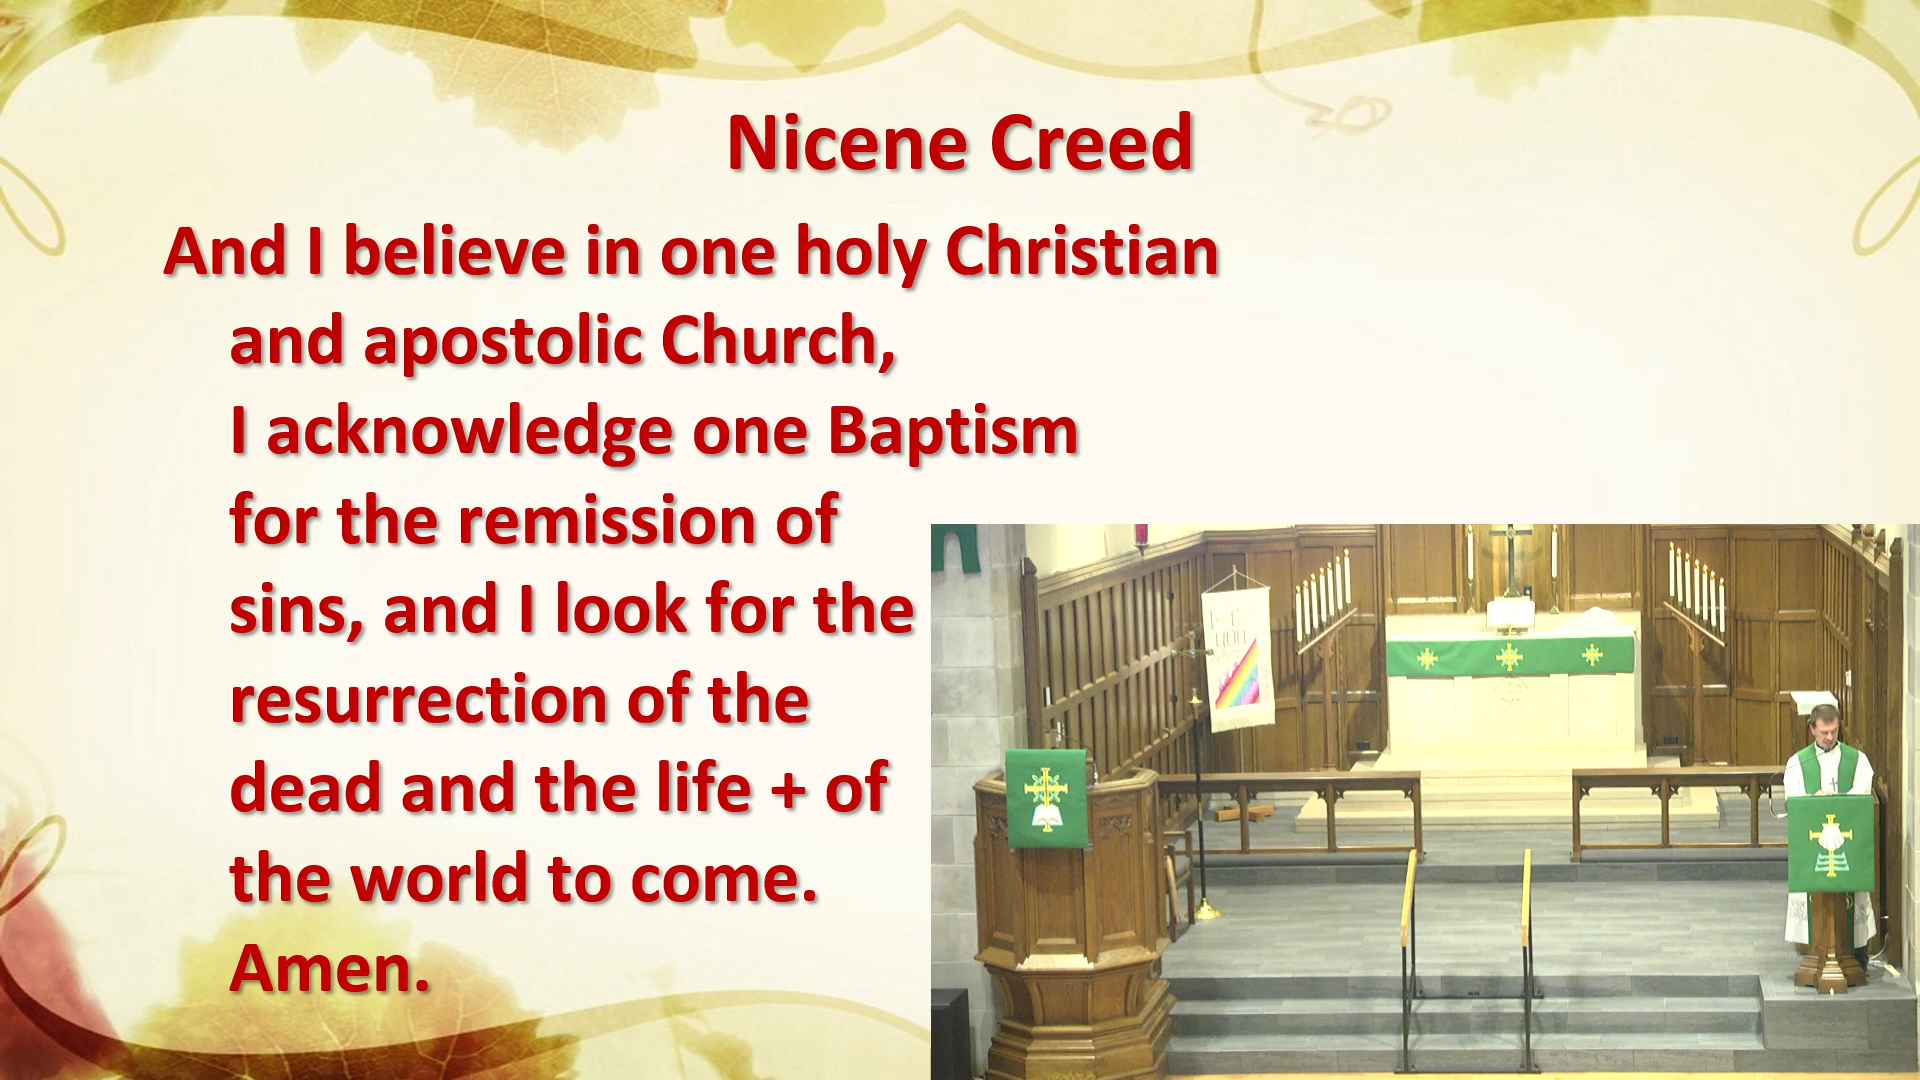 Nicene Creed
And I believe in one holy Christian
and apostolic Church,
I acknowledge one Baptism
for the remission of
sins, and I look for the
resurrection of the
dead and the life + of
the world to come.
Amen.
YOU